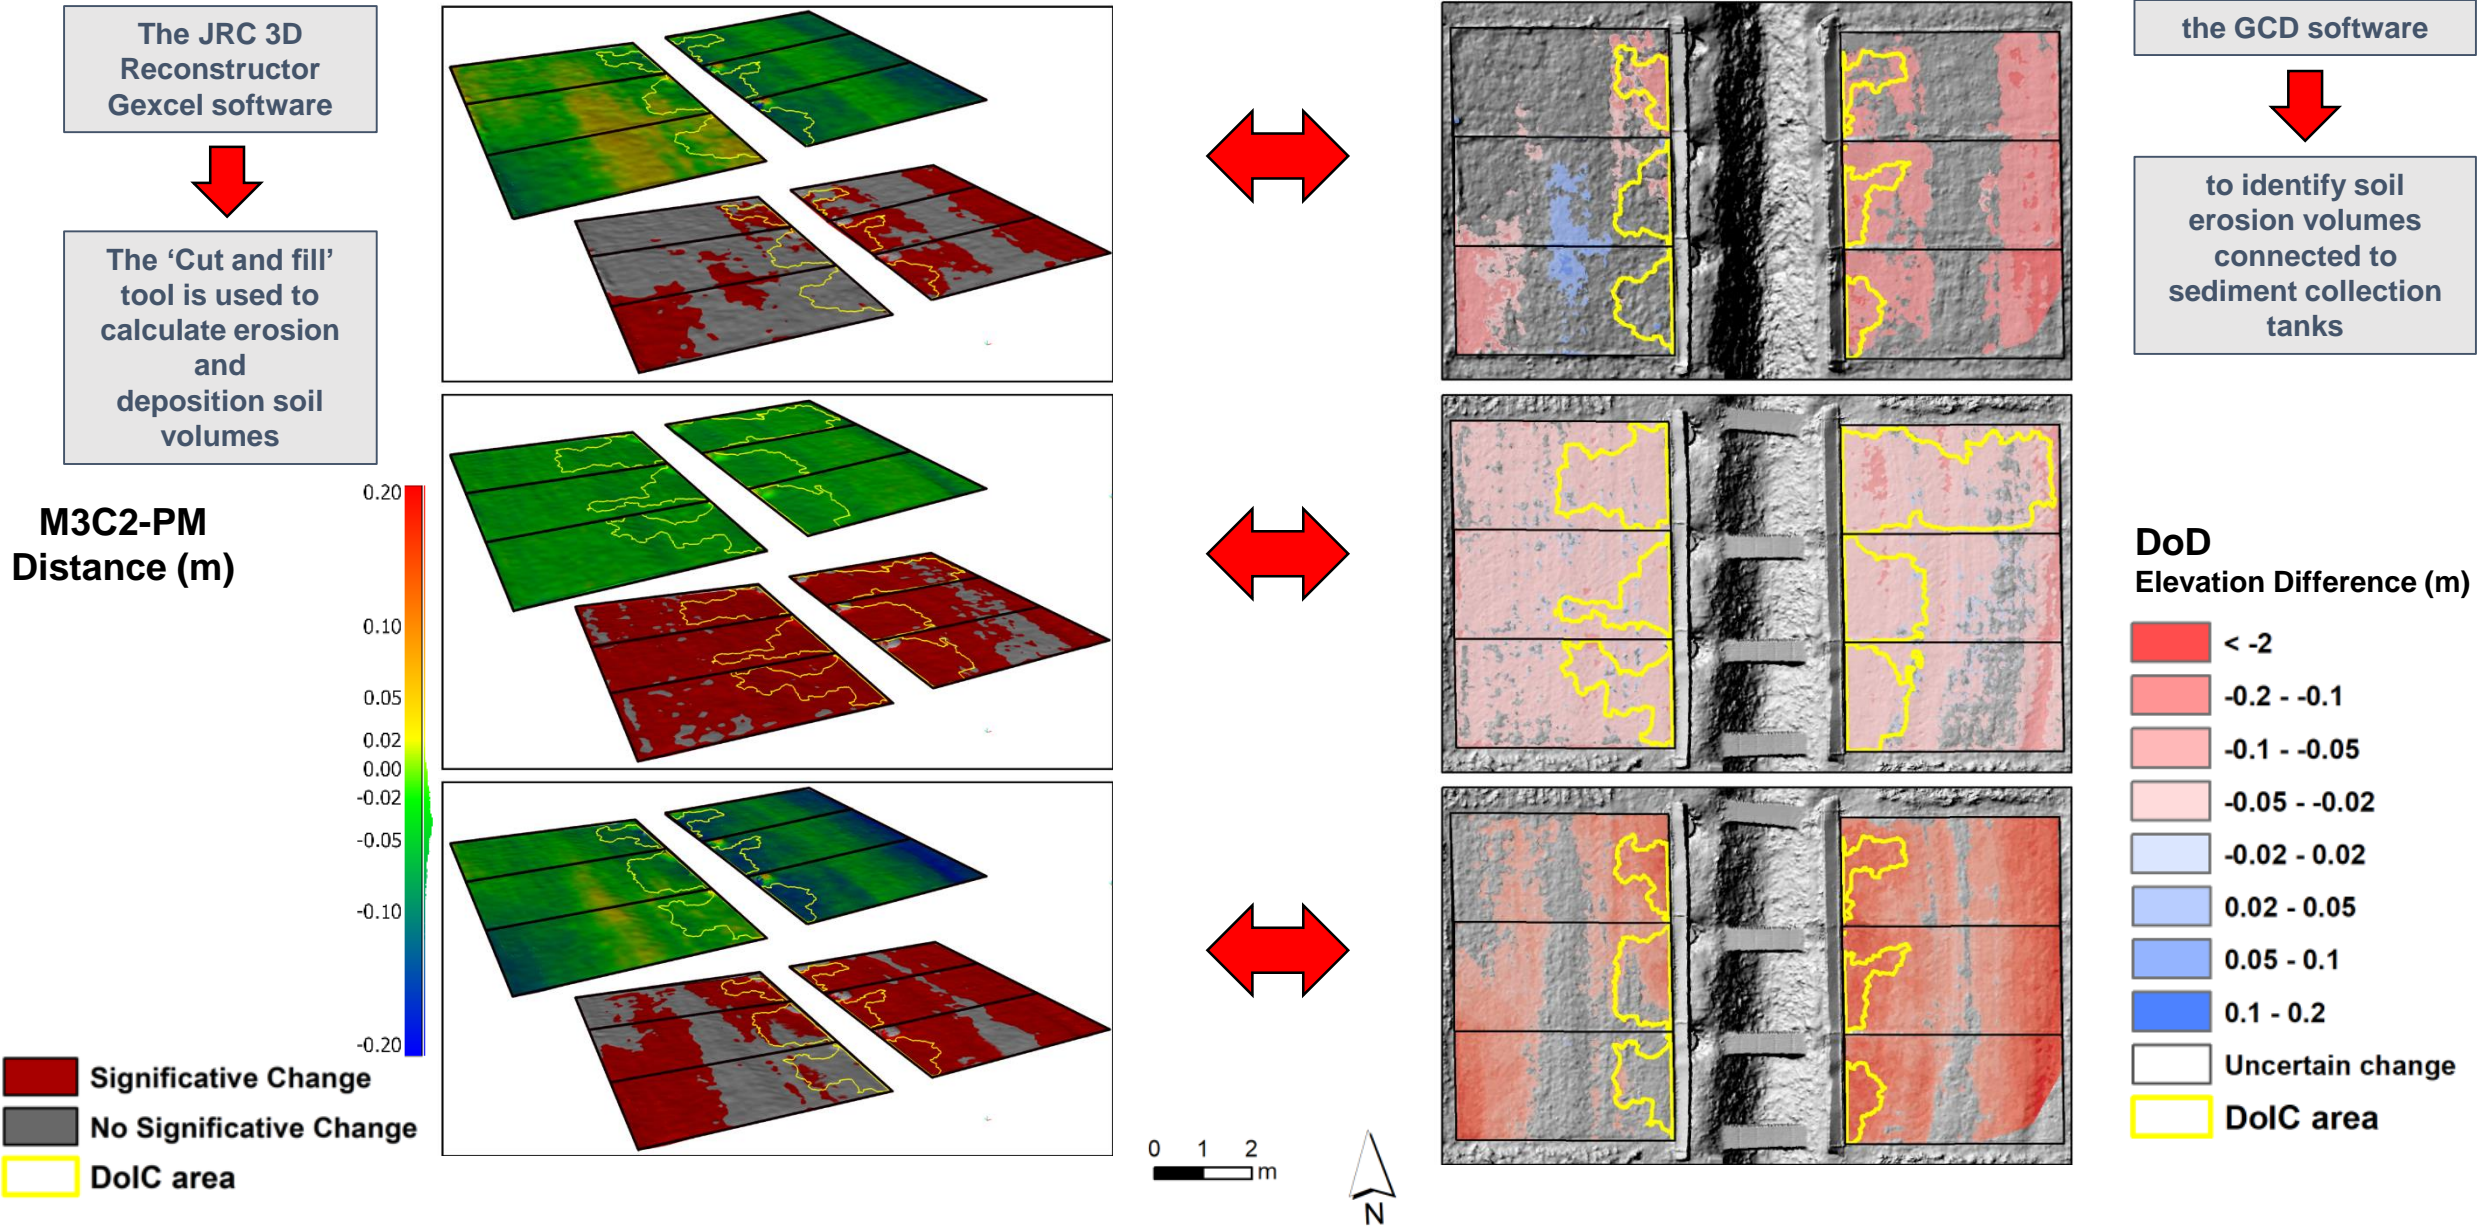 The JRC 3D
Reconstructor
Gexcel software
The ‘Cut and fill’
tool is used to
calculate erosion
and
deposition soil
volumes
M3C2-PM
Distance (m)
0.20
0.10
0.05
0.02
0.00
-0.02
-0.05
-0.10
-0.20
Significative Change
No Significative Change
DoIC area
0 1 2
m
N
the GCD software
to identify soil
erosion volumes
connected to
sediment collection
tanks
DoD
Elevation Difference (m)
< -2
-0.2 - -0.1
-0.1 - -0.05
-0.05 - -0.02
-0.02 - 0.02
0.02 - 0.05
0.05 - 0.1
0.1 - 0.2
Uncertain change
DoIC area